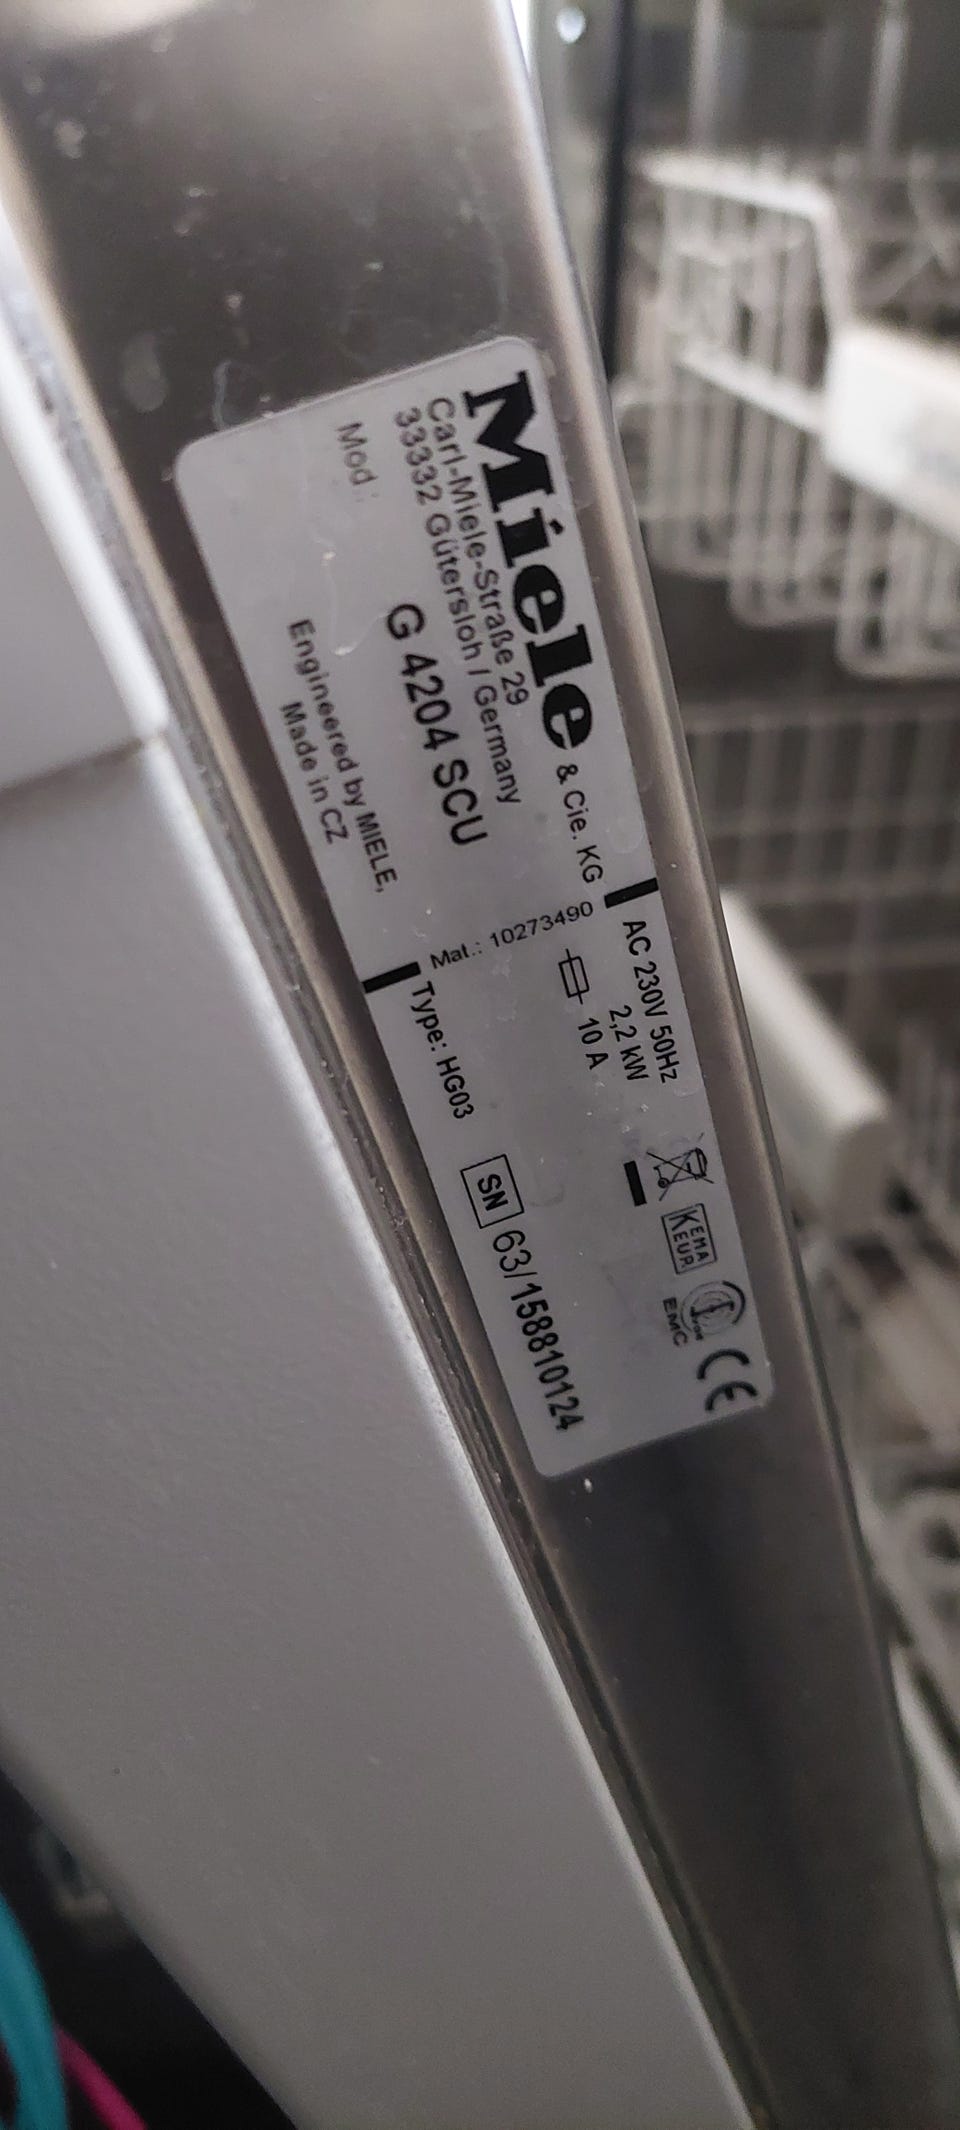 Miele & Cie. KG
Carl-Miele-Straße 29
33332 Gütersloh / Germany
Mod.:
G 4204 SCU
Engineered by MIELE,
Made in CZ
Mat.: 10273490
AC 230V 50Hz
2,2 kW
10 A
Type: HG03
SN 63/158810124
KEMA
KEUR
EMC
CE